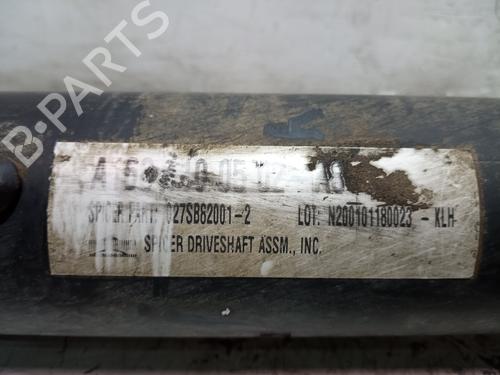 SPICER PART: 027SB62001-2 LOT: N200101180023 - KLH
SPICER DRIVESHAFT ASSM., INC.
B-PARTS